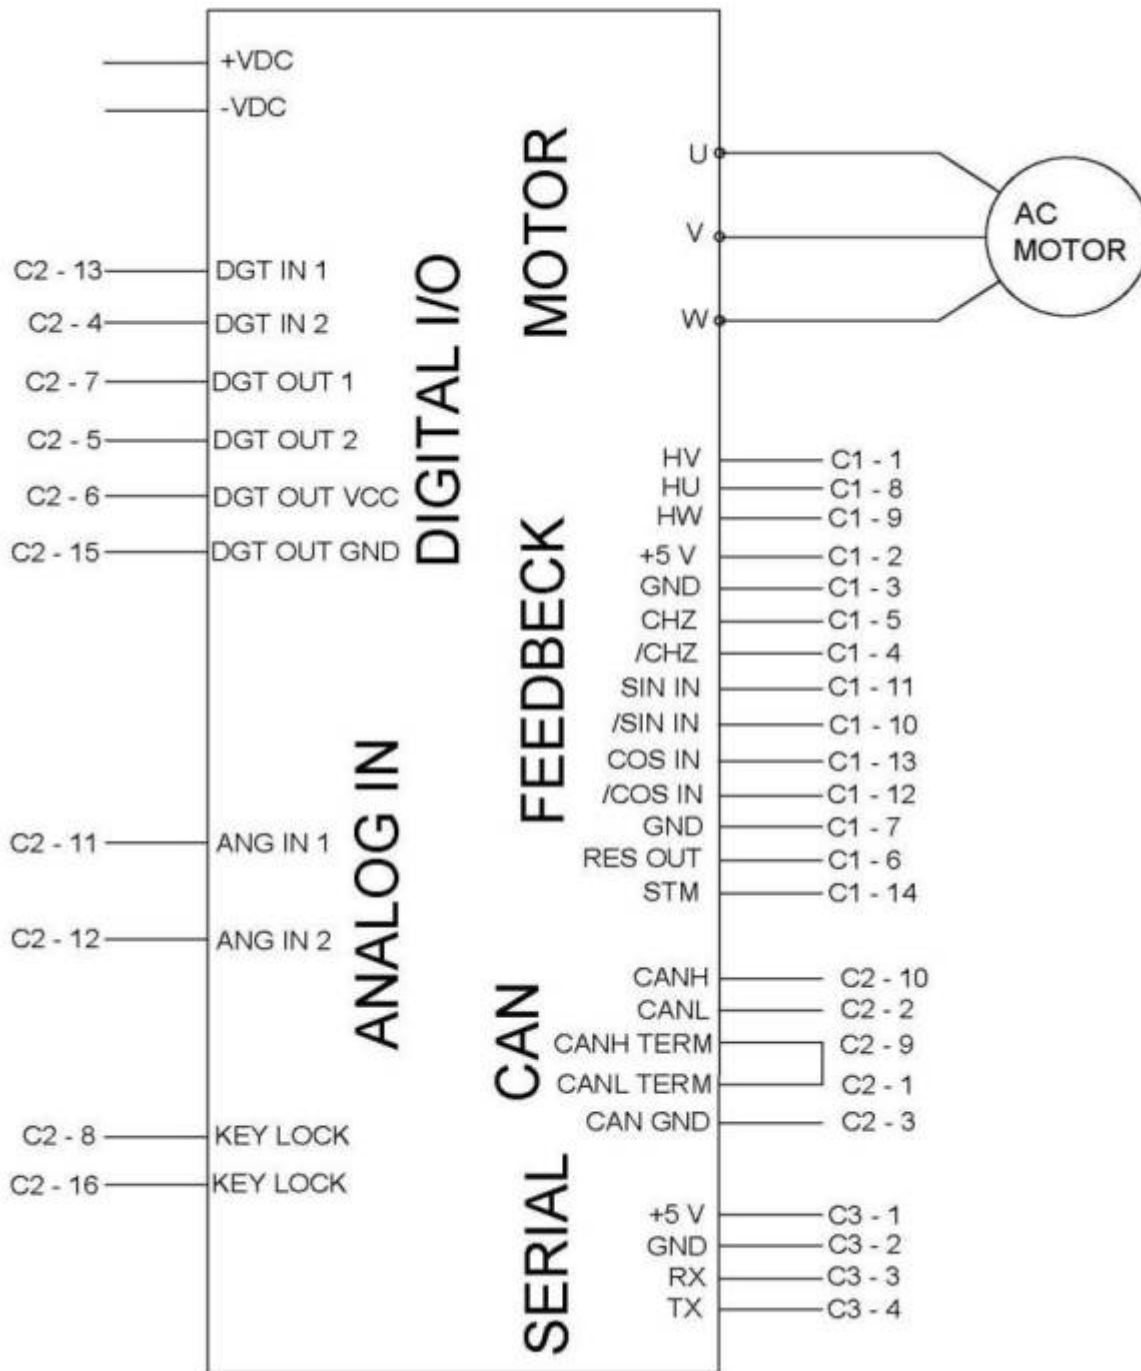 +VDC
-VDC
C2 - 13 DGT IN 1
C2 - 4 DGT IN 2
C2 - 7 DGT OUT 1
C2 - 5 DGT OUT 2
C2 - 6 DGT OUT VCC
C2 - 15 DGT OUT GND
DIGITAL I/O
C2 - 11 ANG IN 1
C2 - 12 ANG IN 2
ANALOG IN
C2 - 8 KEY LOCK
C2 - 16 KEY LOCK
MOTOR
U
V
W
AC
MOTOR
FEEDBECK
HV C1 - 1
HU C1 - 8
HW C1 - 9
+5 V C1 - 2
GND C1 - 3
CHZ C1 - 5
/CHZ C1 - 4
SIN IN C1 - 11
/SIN IN C1 - 10
COS IN C1 - 13
/COS IN C1 - 12
GND C1 - 7
RES OUT C1 - 6
STM C1 - 14
CAN
CANH C2 - 10
CANL C2 - 2
CANH TERM C2 - 9
CANL TERM C2 - 1
CAN GND C2 - 3
SERIAL
+5 V C3 - 1
GND C3 - 2
RX C3 - 3
TX C3 - 4